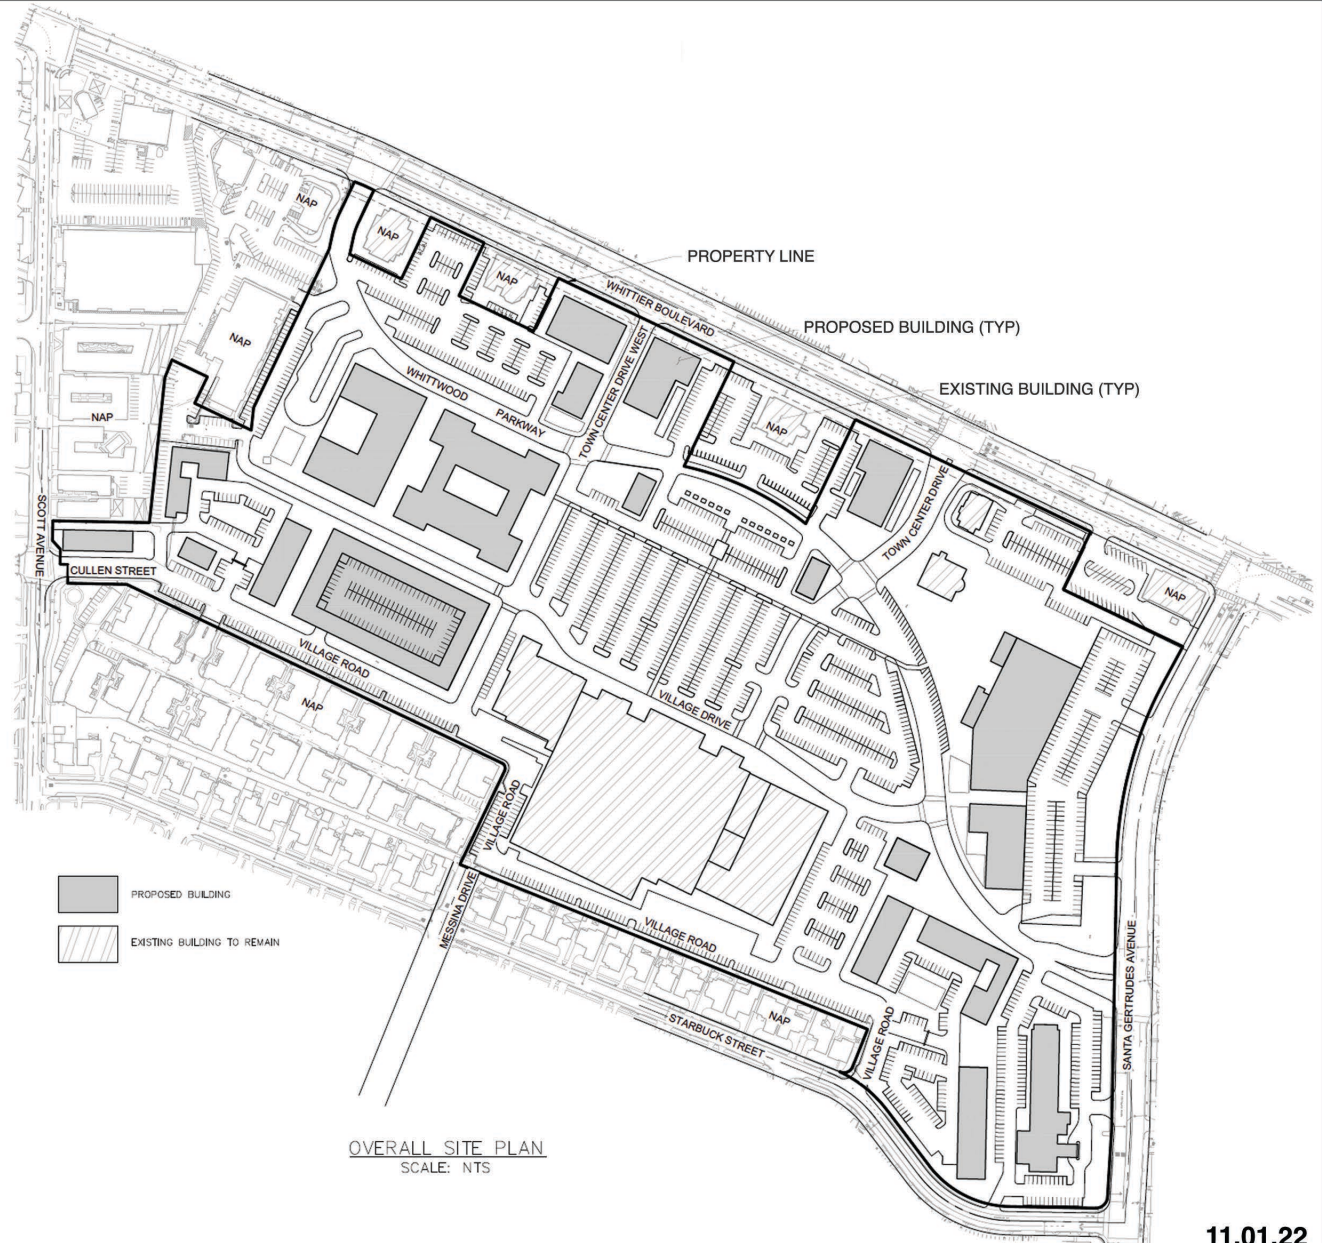 NAP
NAP
NAP
PROPERTY LINE
WHITTIER BOULEVARD
PROPOSED BUILDING (TYP)
EXISTING BUILDING (TYP)
NAP
WHITTWOOD PARKWAY
TOWN CENTER DRIVE WEST
NAP
NAP
TOWN CENTER DRIVE
SCOTT AVENUE
CULLEN STREET
NAP
VILLAGE ROAD
NAP
VILLAGE DRIVE
VILLAGE ROAD
PROPOSED BUILDING
EXISTING BUILDING TO REMAIN
MESSINA DRIVE
VILLAGE ROAD
SANTA GERTRUDES AVENUE
NAP
STARBUCK STREET
VILLAGE ROAD
OVERALL SITE PLAN
SCALE: NTS
11.01.22